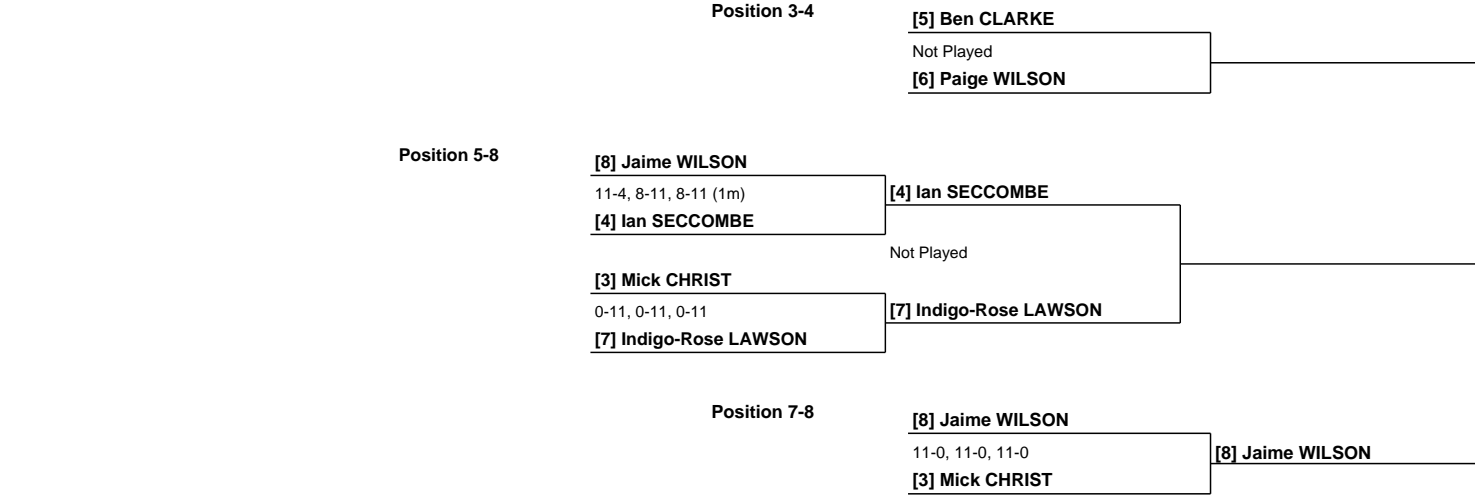 Position 3-4
[5] Ben CLARKE
Not Played
[6] Paige WILSON
Position 5-8
[8] Jaime WILSON
11-4, 8-11, 8-11 (1m)
[4] Ian SECCOMBE
[4] Ian SECCOMBE
Not Played
[3] Mick CHRIST
0-11, 0-11, 0-11
[7] Indigo-Rose LAWSON
[7] Indigo-Rose LAWSON
Position 7-8
[8] Jaime WILSON
11-0, 11-0, 11-0
[8] Jaime WILSON
[3] Mick CHRIST